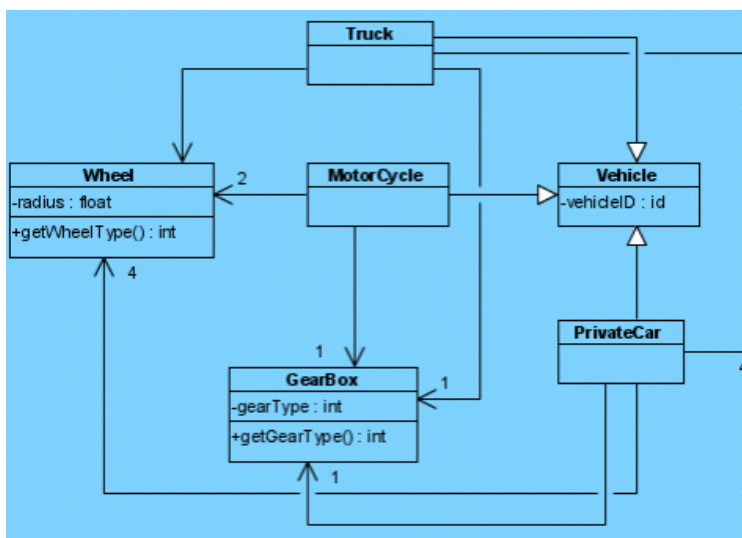 Truck
Wheel
-radius : float
+getWheelType() : int
2
MotorCycle
Vehicle
-vehicleID : id
4
PrivateCar
1
GearBox
-gearType : int
+getGearType() : int
1
1